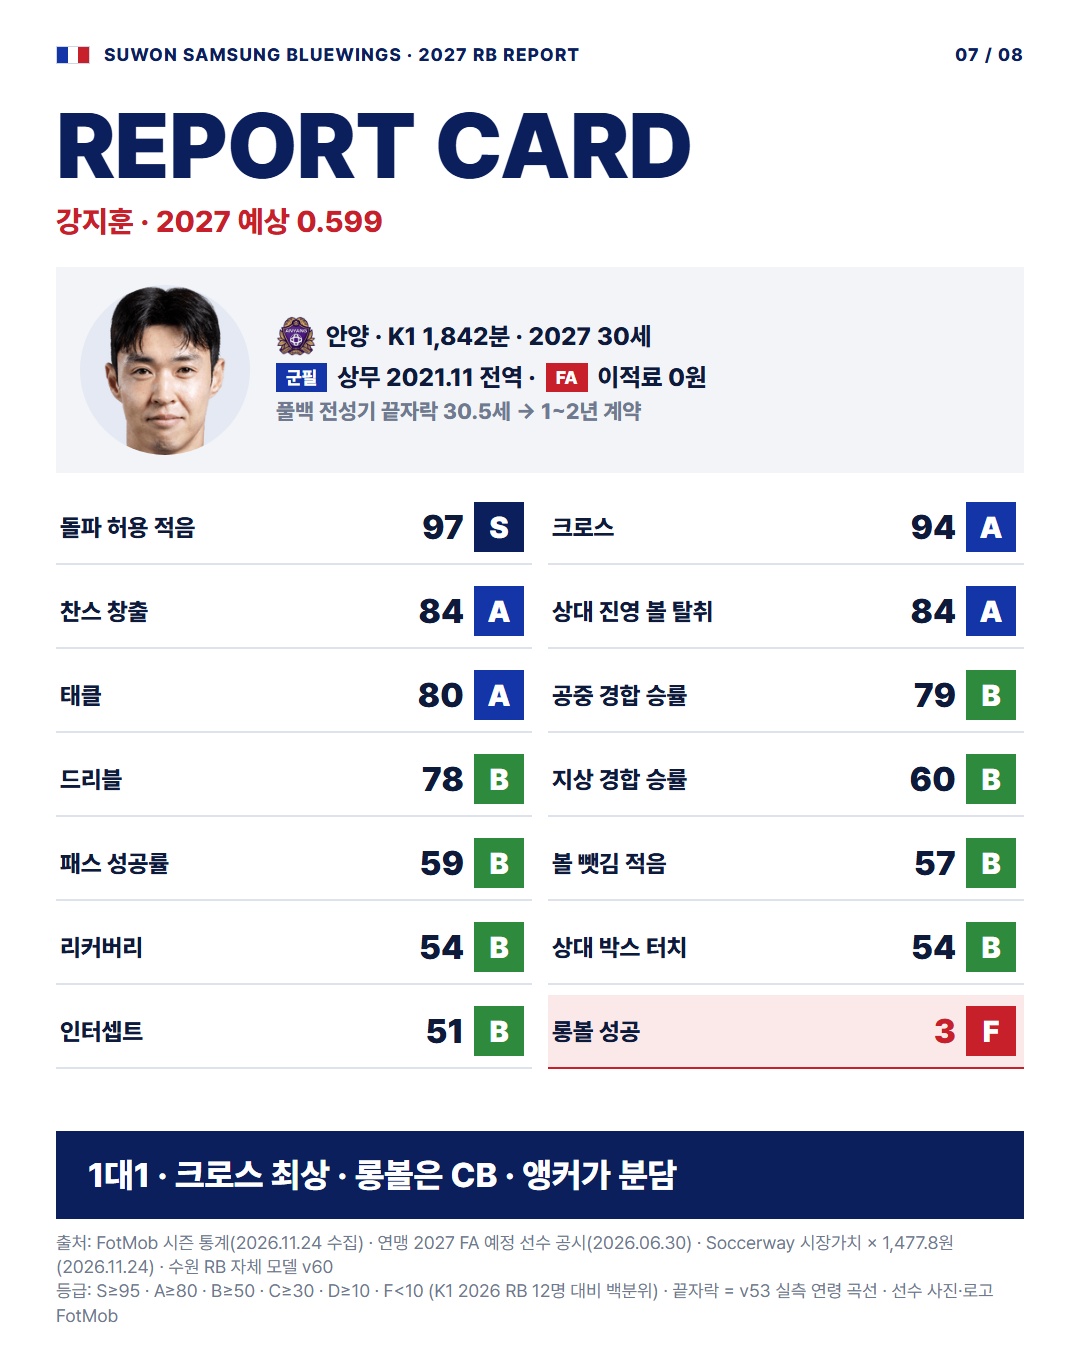 SUWON SAMSUNG BLUEWINGS · 2027 RB REPORT
07 / 08
REPORT CARD
강지훈 · 2027 예상 0.599
ANYANG
안양 · K1 1,842분 · 2027 30세
군필 상무 2021.11 전역 · FA 이적료 0원
풀백 전성기 끝자락 30.5세 → 1~2년 계약
돌파 허용 적음 97 S
크로스 94 A
찬스 창출 84 A
상대 진영 볼 탈취 84 A
태클 80 A
공중 경합 승률 79 B
드리블 78 B
지상 경합 승률 60 B
패스 성공률 59 B
볼 뺏김 적음 57 B
리커버리 54 B
상대 박스 터치 54 B
인터셉트 51 B
롱볼 성공 3 F
1대1 · 크로스 최상 · 롱볼은 CB · 앵커가 분담
출처: FotMob 시즌 통계(2026.11.24 수집) · 연맹 2027 FA 예정 선수 공시(2026.06.30) · Soccerway 시장가치 × 1,477.8원
(2026.11.24) · 수원 RB 자체 모델 v60
등급: S≥95 · A≥80 · B≥50 · C≥30 · D≥10 · F<10 (K1 2026 RB 12명 대비 백분위) · 끝자락 = v53 실측 연령 곡선 · 선수 사진·로고
FotMob